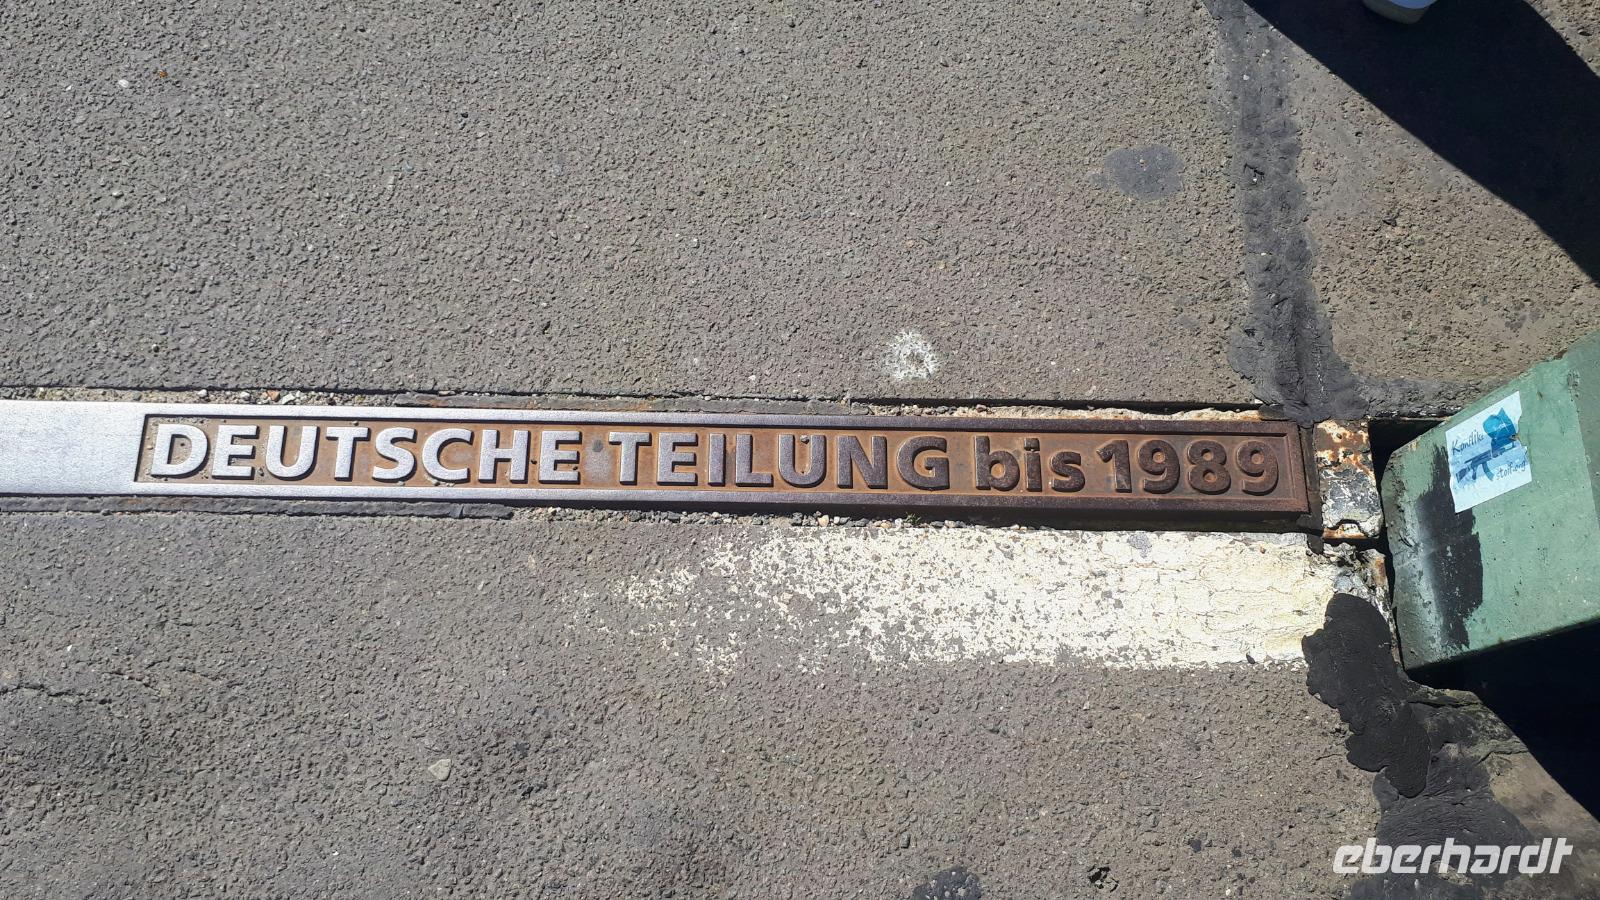 DEUTSCHE TEILUNG bis 1989
eberhardt